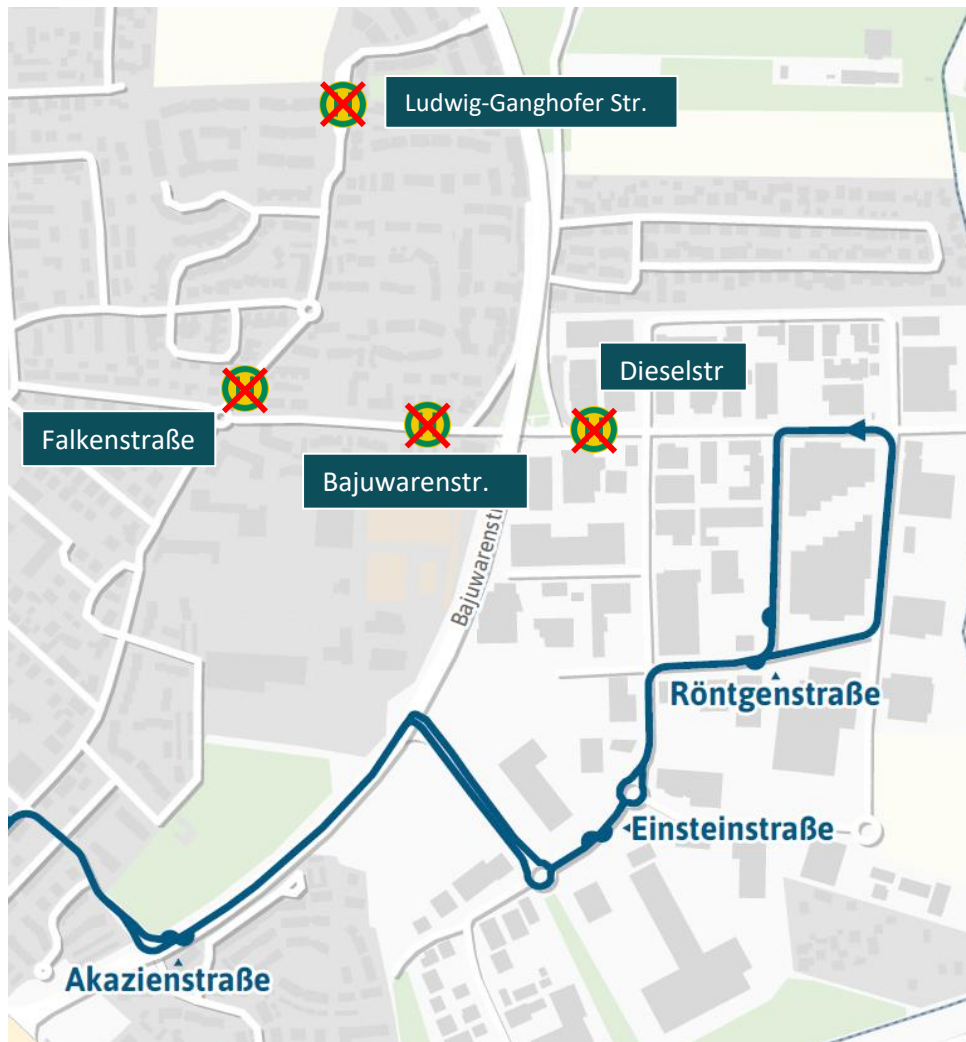 Ludwig-Ganghofer Str.
Dieselstr
Falkenstraße
Bajuwarenstr.
Bajuwarenstr
Röntgenstraße
Einsteinstraße
Akazienstraße